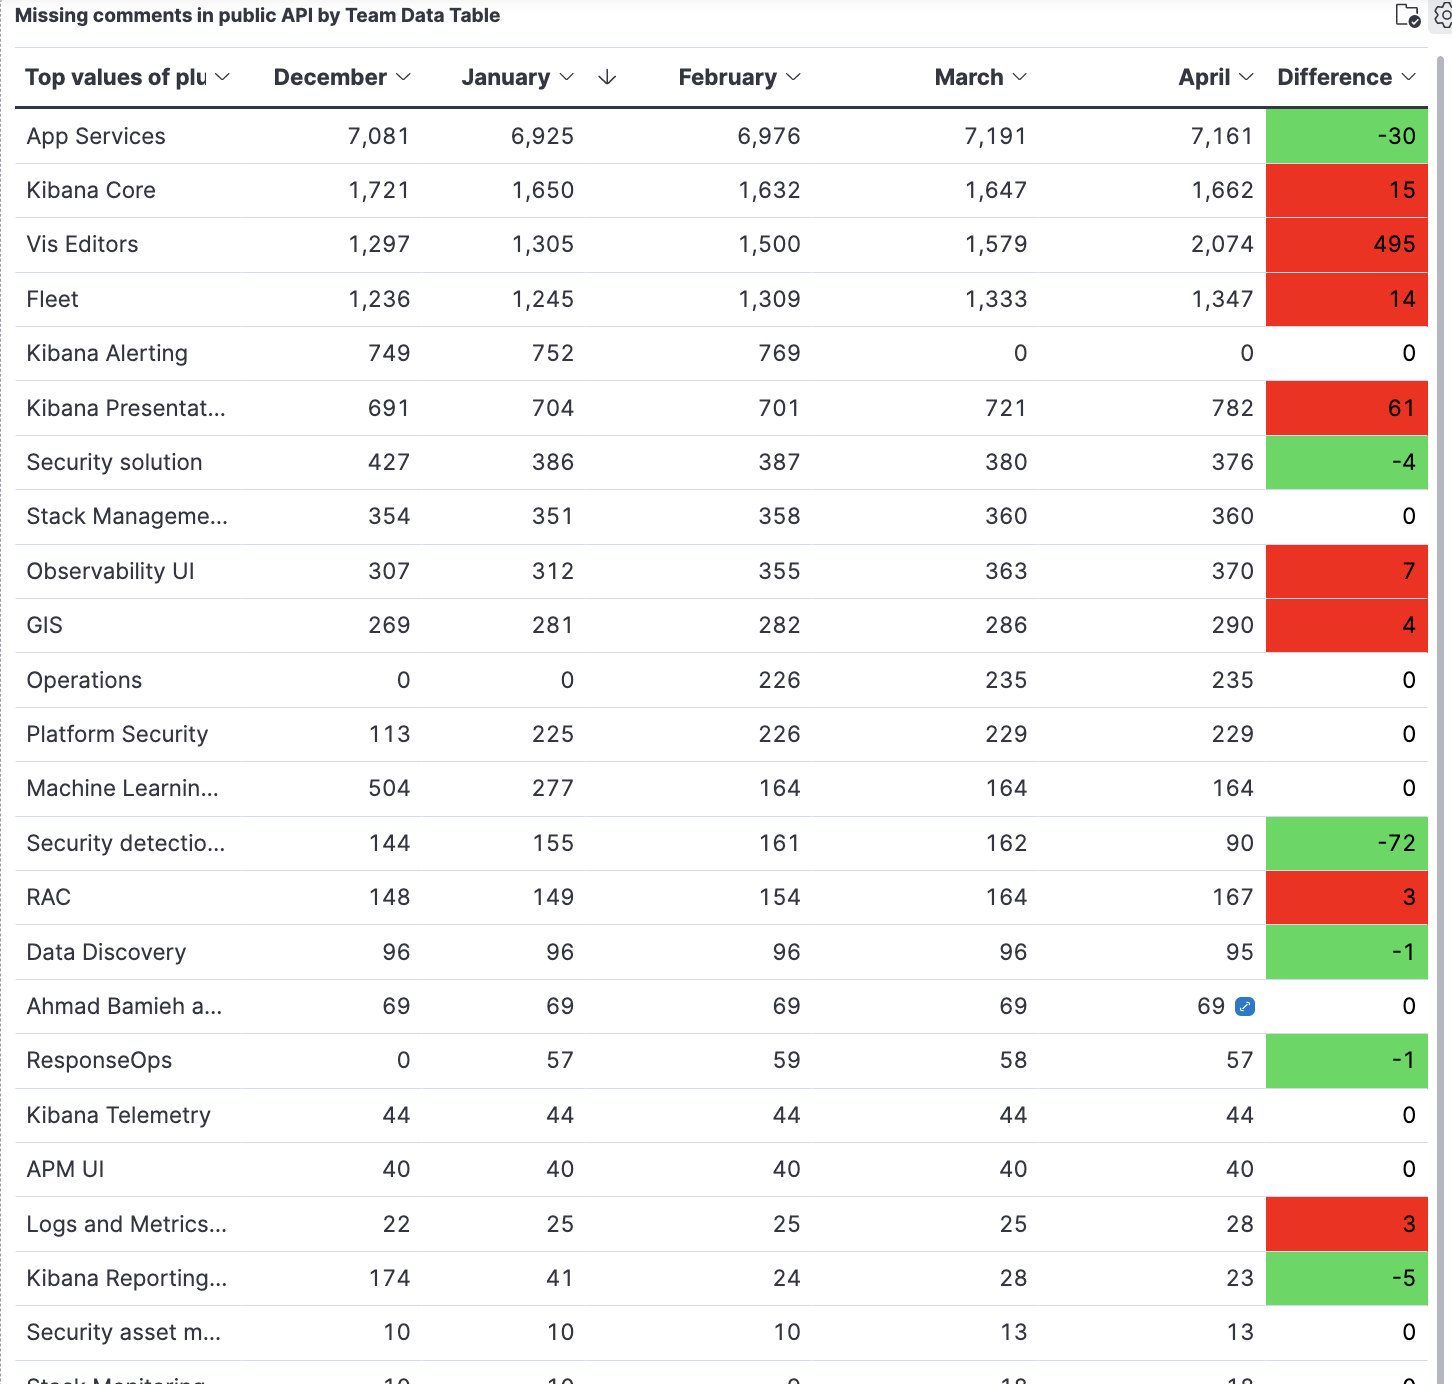 Missing comments in public API by Team Data Table
Top values of plu December January February March April Difference
App Services 7,081 6,925 6,976 7,191 7,161 -30
Kibana Core 1,721 1,650 1,632 1,647 1,662 15
Vis Editors 1,297 1,305 1,500 1,579 2,074 495
Fleet 1,236 1,245 1,309 1,333 1,347 14
Kibana Alerting 749 752 769 0 0 0
Kibana Presentat... 691 704 701 721 782 61
Security solution 427 386 387 380 376 -4
Stack Manageme... 354 351 358 360 360 0
Observability UI 307 312 355 363 370 7
GIS 269 281 282 286 290 4
Operations 0 0 226 235 235 0
Platform Security 113 225 226 229 229 0
Machine Learnin... 504 277 164 164 164 0
Security detectio... 144 155 161 162 90 -72
RAC 148 149 154 164 167 3
Data Discovery 96 96 96 96 95 -1
Ahmad Bamieh a... 69 69 69 69 69 0
ResponseOps 0 57 59 58 57 -1
Kibana Telemetry 44 44 44 44 44 0
APM UI 40 40 40 40 40 0
Logs and Metrics... 22 25 25 25 28 3
Kibana Reporting... 174 41 24 28 23 -5
Security asset m... 10 10 10 13 13 0
Stack Monitoring